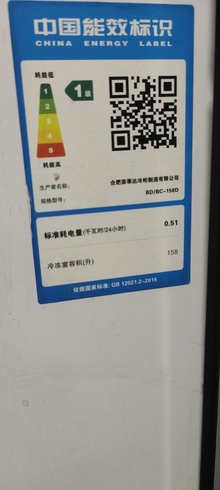 中国能效标识
CHINA ENERGY LABEL
耗能低
1
2
3
4
5
1级
耗能高
生产者名称:
合肥荣事达冷柜制造有限公司
规格型号:
BD/BC-158D
标准耗电量(千瓦时/24小时)
0.51
冷冻室容积(升)
158
依据国家标准: GB 12021.2-2015